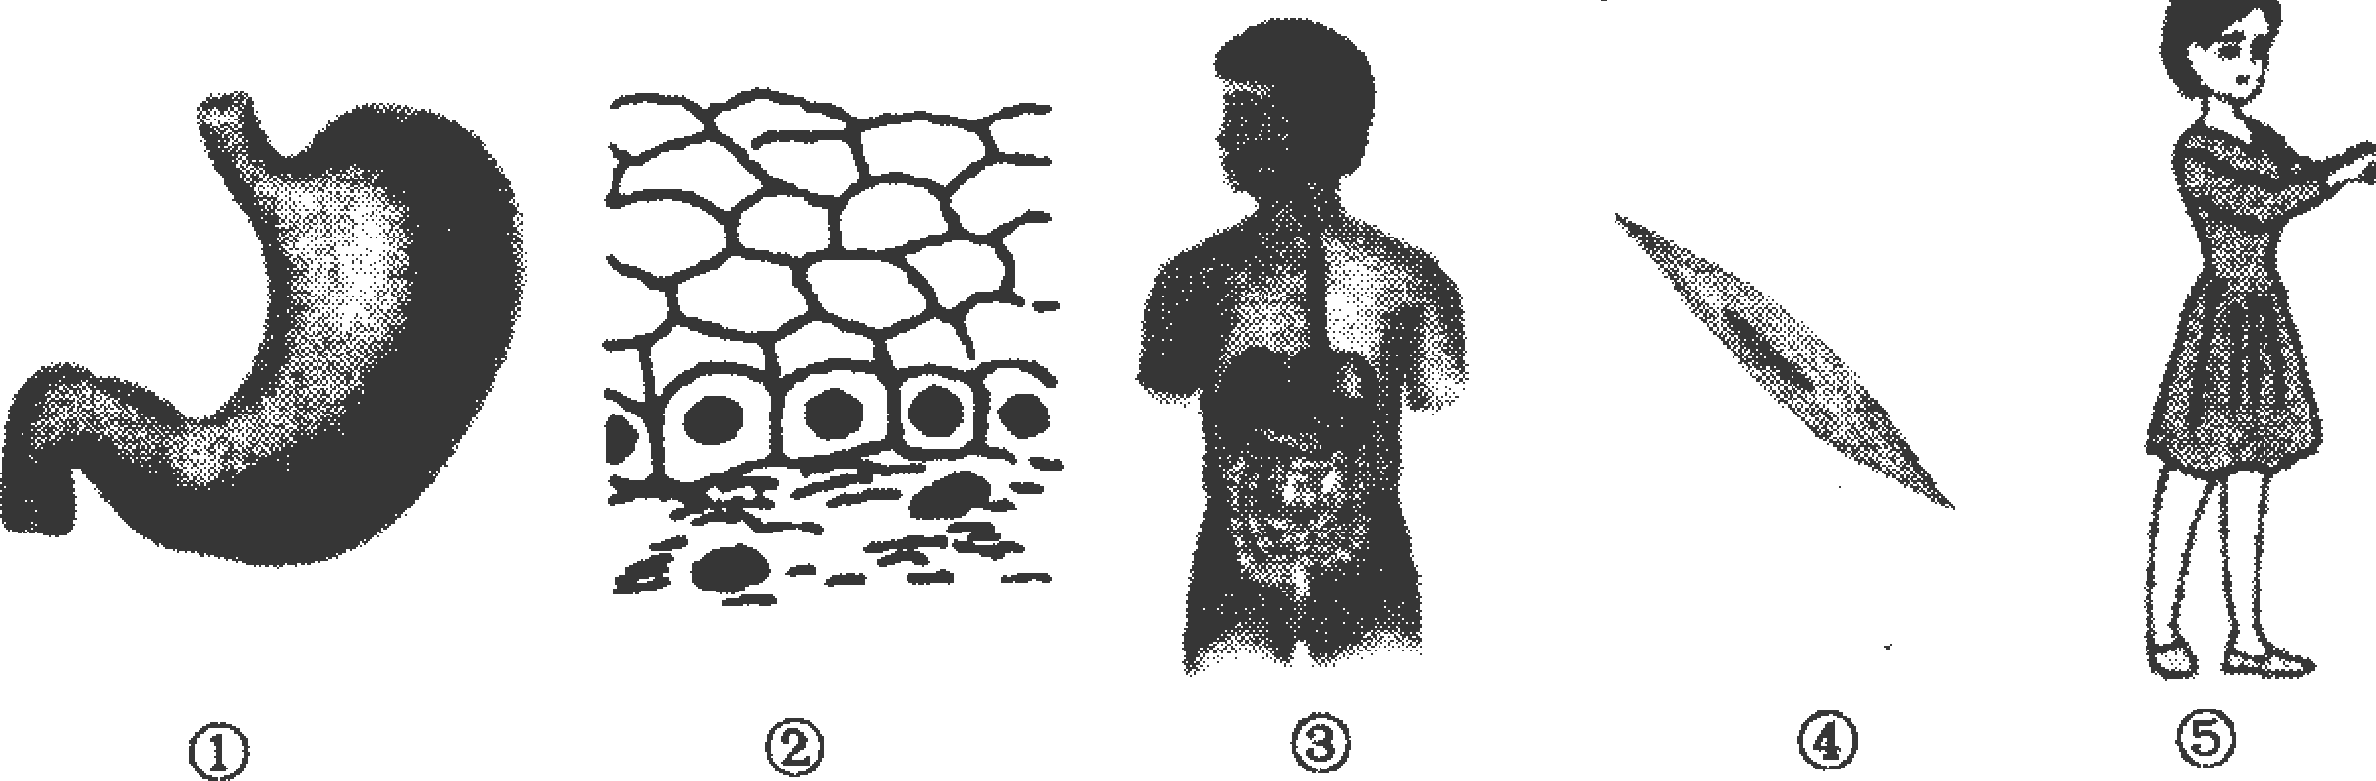 ① ② ③ ④ ⑤